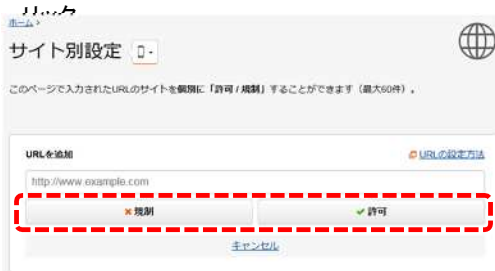 リック
ホーム ›
サイト別設定
このページで入力されたURLのサイトを個別に「許可 / 規制」することができます（最大60件）.
URLを追加 URLの設定方法
http://www.example.com
×規制 ✔許可
キャンセル